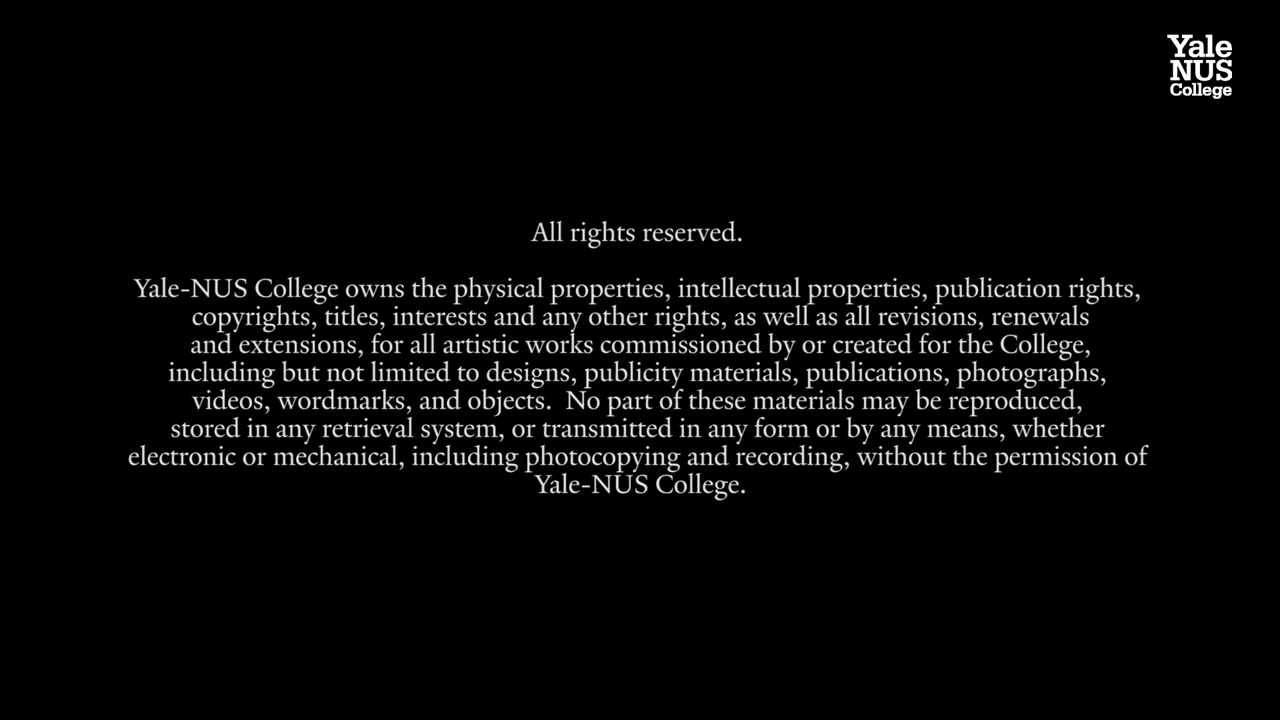 Yale
NUS
College
All rights reserved.
Yale-NUS College owns the physical properties, intellectual properties, publication rights,
copyrights, titles, interests and any other rights, as well as all revisions, renewals
and extensions, for all artistic works commissioned by or created for the College,
including but not limited to designs, publicity materials, publications, photographs,
videos, wordmarks, and objects.  No part of these materials may be reproduced,
stored in any retrieval system, or transmitted in any form or by any means, whether
electronic or mechanical, including photocopying and recording, without the permission of
Yale-NUS College.